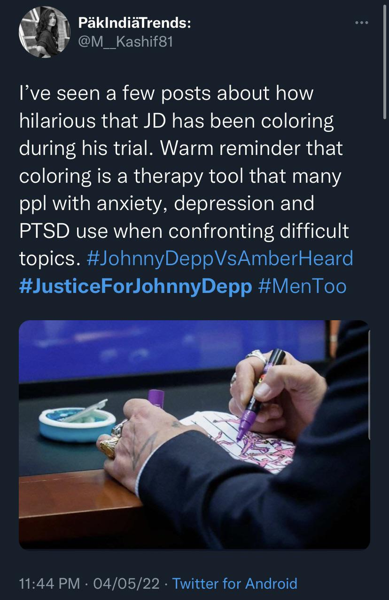 PäkIndiäTrends:
@M__Kashif81
I’ve seen a few posts about how
hilarious that JD has been coloring
during his trial. Warm reminder that
coloring is a therapy tool that many
ppl with anxiety, depression and
PTSD use when confronting difficult
topics. #JohnnyDeppVsAmberHeard
#JusticeForJohnnyDepp #MenToo
11:44 PM · 04/05/22 · Twitter for Android